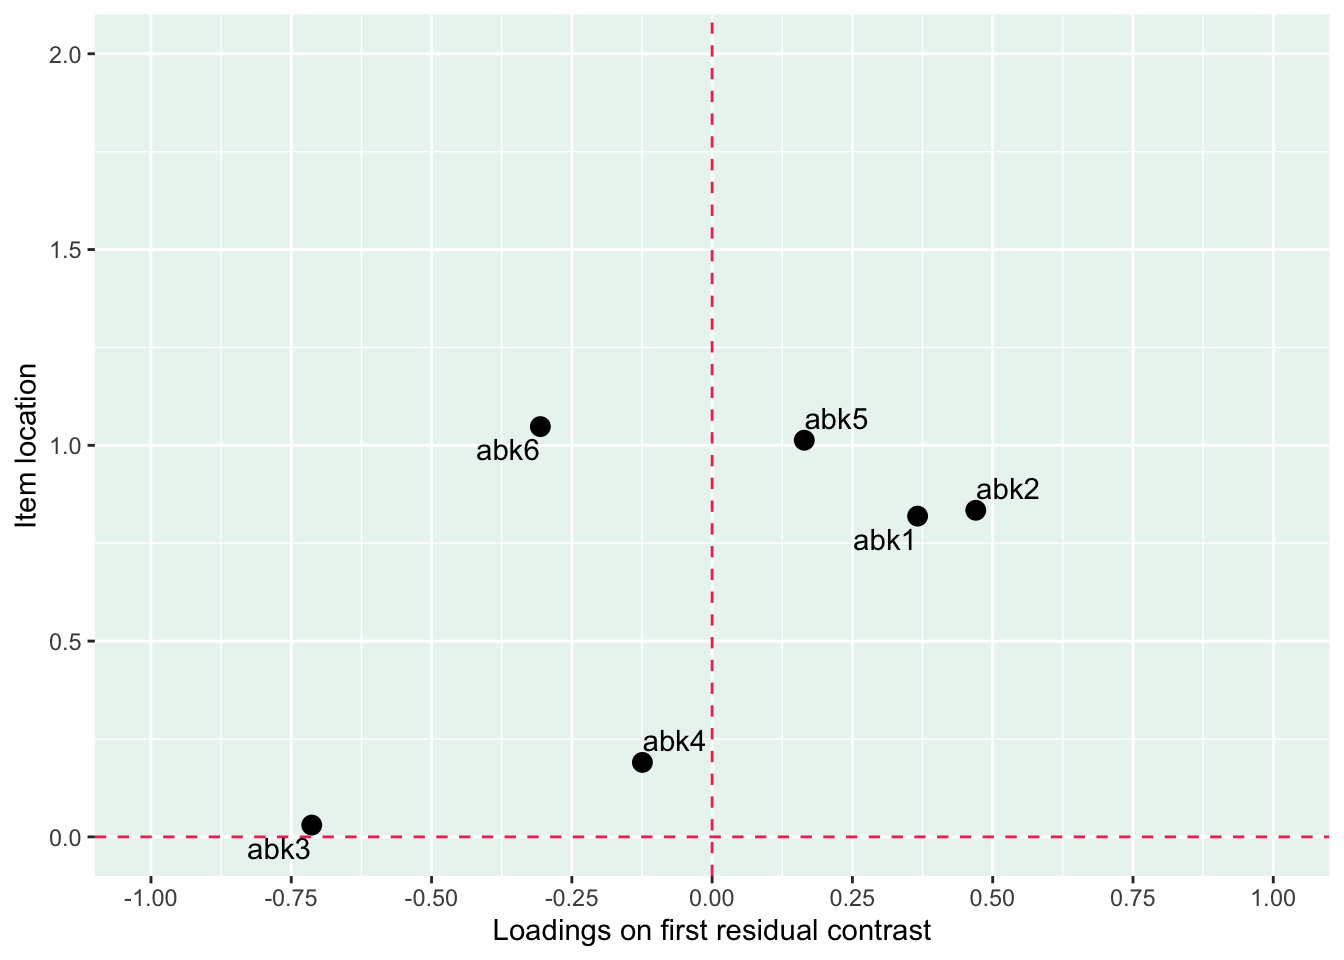 2.0
1.5
1.0
0.5
0.0
Item location
abk5
abk6
abk2
abk1
abk4
abk3
-1.00 -0.75 -0.50 -0.25 0.00 0.25 0.50 0.75 1.00
Loadings on first residual contrast